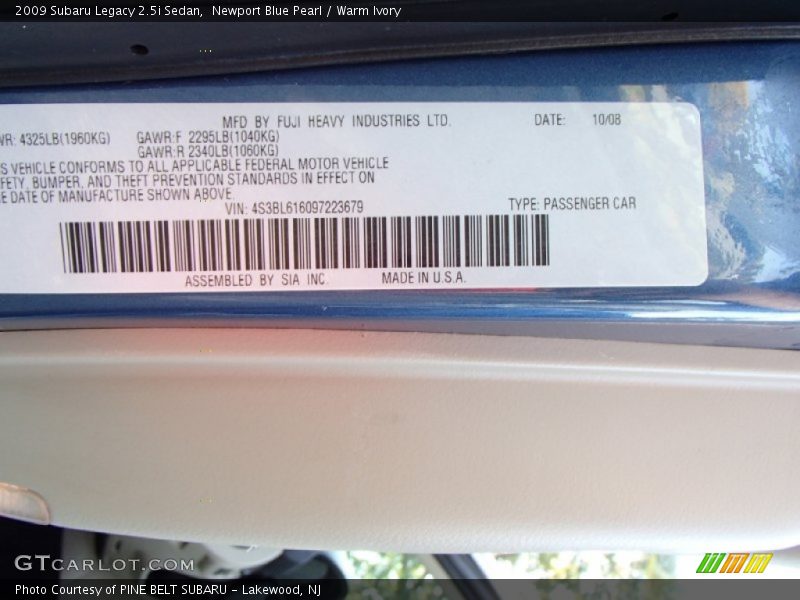 2009 Subaru Legacy 2.5i Sedan, Newport Blue Pearl / Warm Ivory
MFD BY FUJI HEAVY INDUSTRIES LTD. DATE: 10/08
WR: 4325LB(1960KG) GAWR:F 2295LB(1040KG)
GAWR:R 2340LB(1060KG)
S VEHICLE CONFORMS TO ALL APPLICABLE FEDERAL MOTOR VEHICLE
FETY, BUMPER, AND THEFT PREVENTION STANDARDS IN EFFECT ON
E DATE OF MANUFACTURE SHOWN ABOVE.
VIN: 4S3BL616097223679 TYPE: PASSENGER CAR
ASSEMBLED BY SIA INC. MADE IN U.S.A.
GTCARLOT.COM
Photo Courtesy of PINE BELT SUBARU - Lakewood, NJ